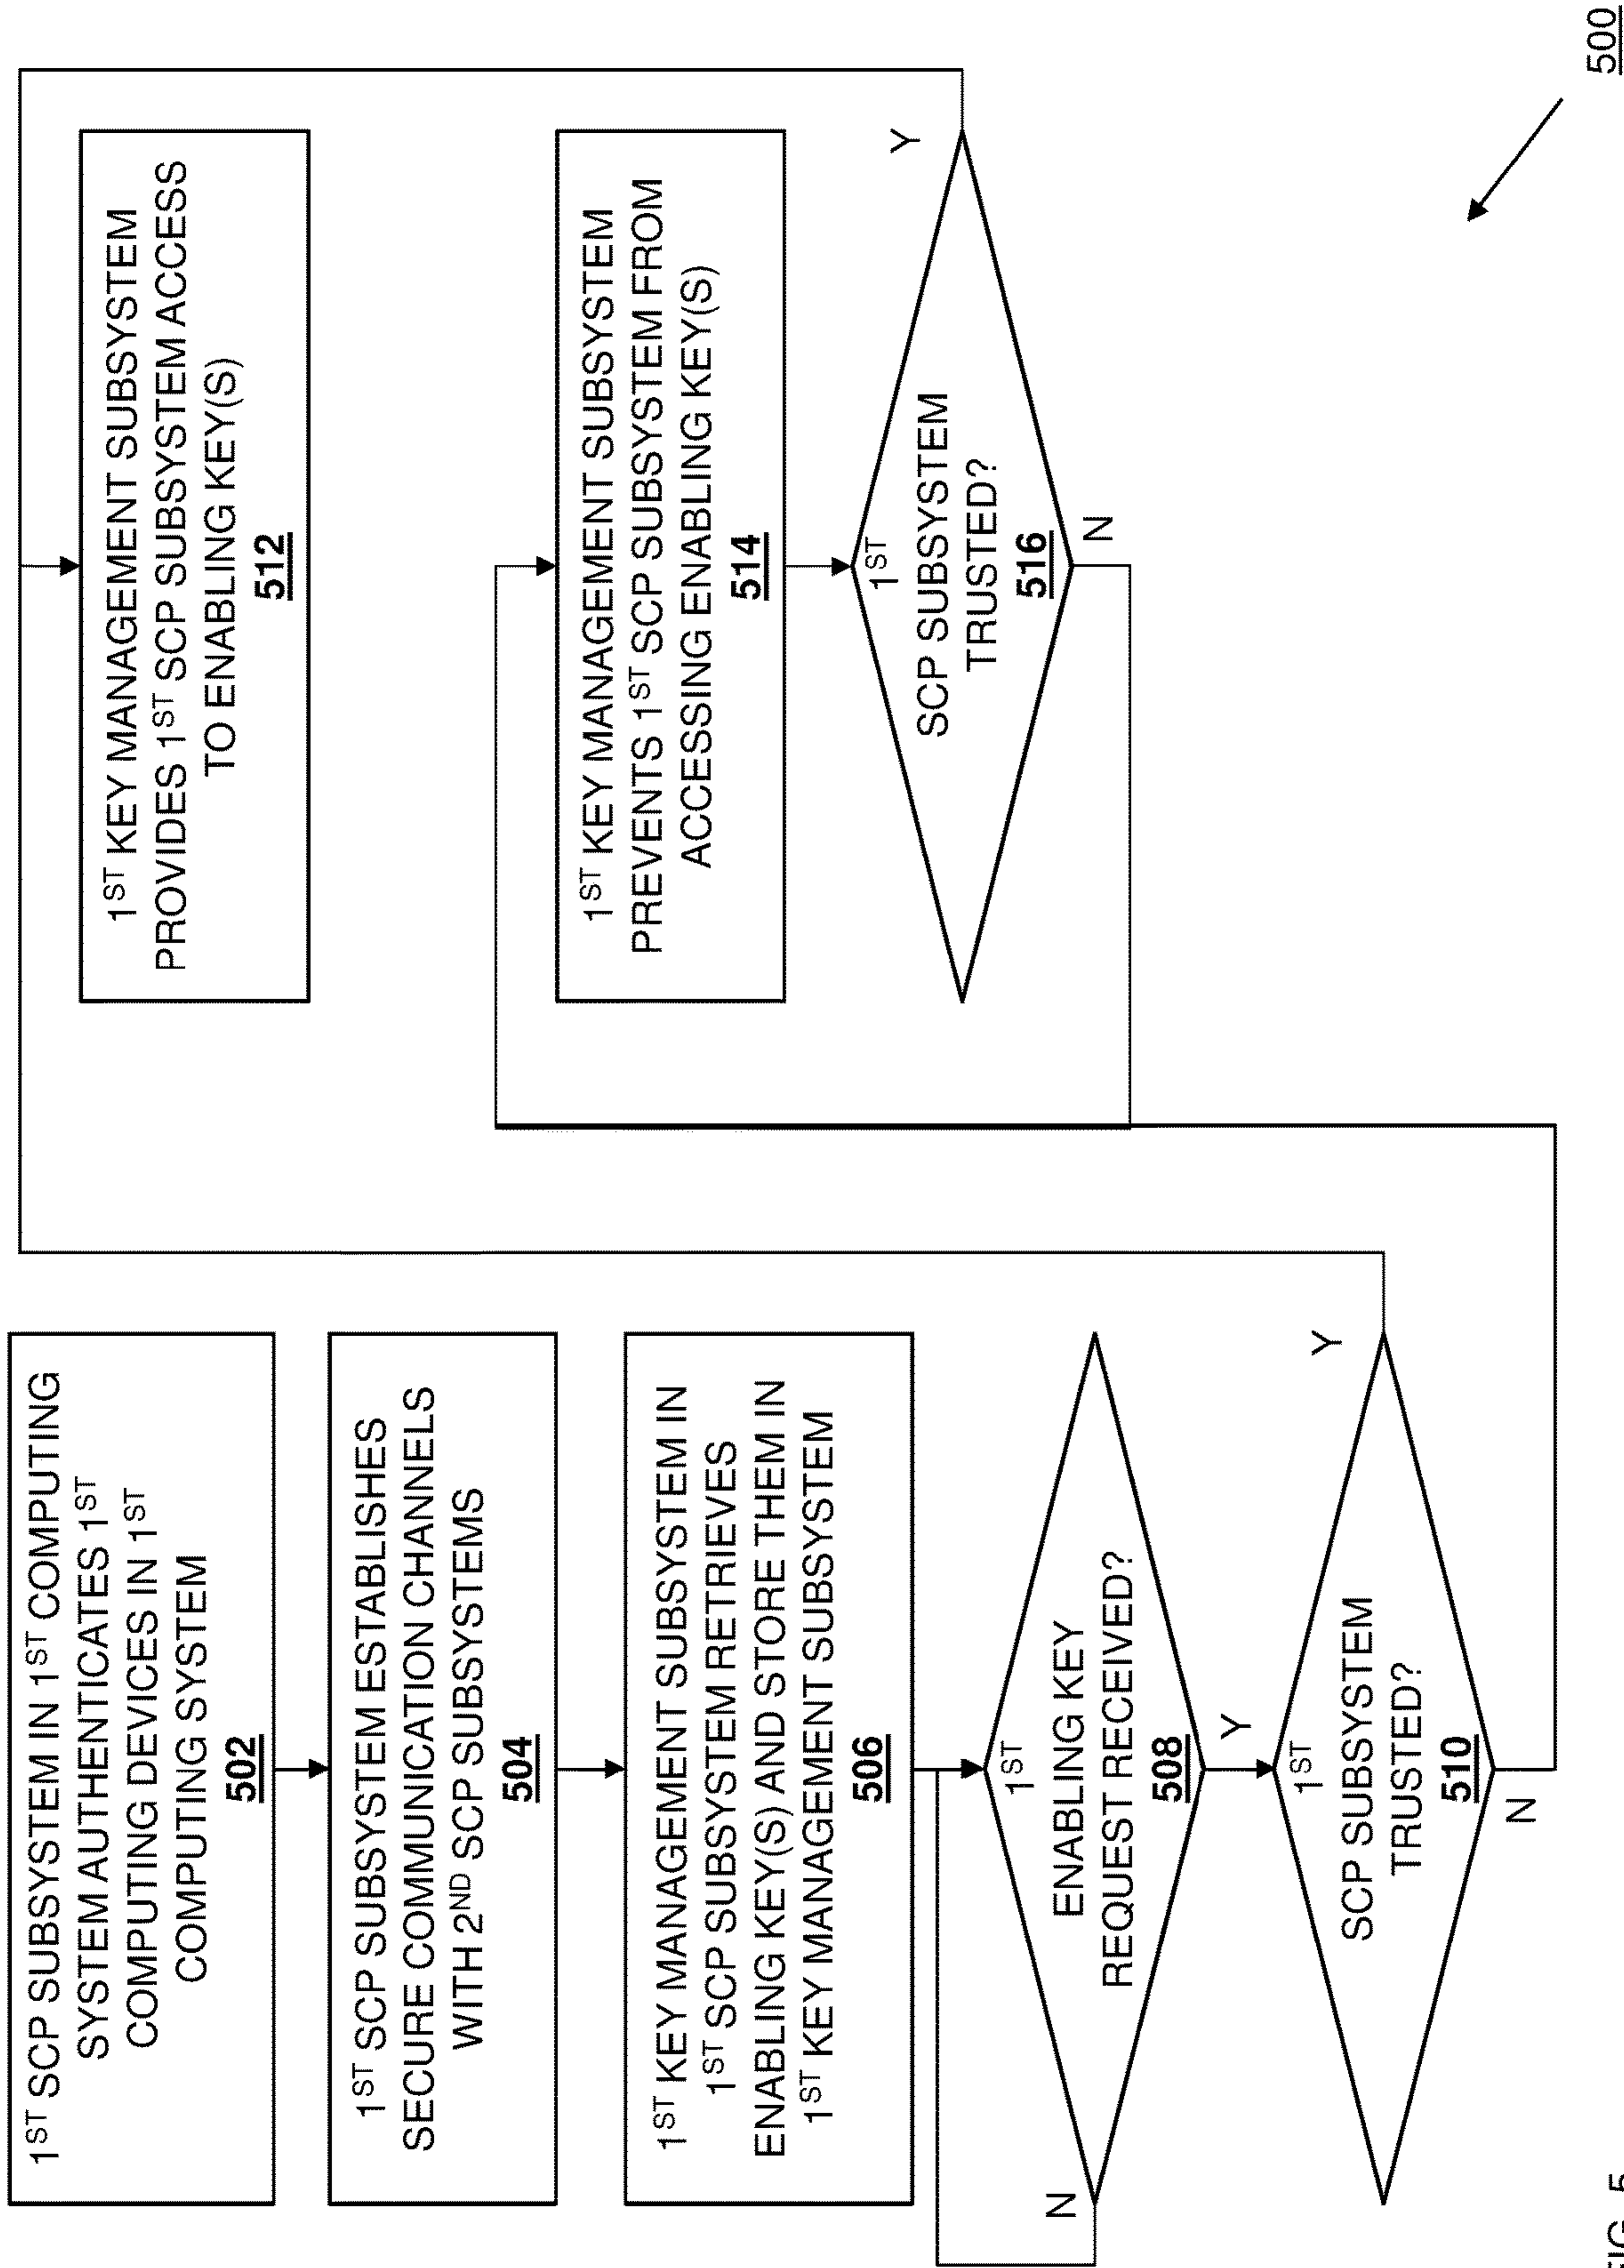 1ST SCP SUBSYSTEM IN 1ST COMPUTING
SYSTEM AUTHENTICATES 1ST
COMPUTING DEVICES IN 1ST
COMPUTING SYSTEM
502
1ST SCP SUBSYSTEM ESTABLISHES
SECURE COMMUNICATION CHANNELS
WITH 2ND SCP SUBSYSTEMS
504
1ST KEY MANAGEMENT SUBSYSTEM IN
1ST SCP SUBSYSTEM RETRIEVES
ENABLING KEY(S) AND STORE THEM IN
1ST KEY MANAGEMENT SUBSYSTEM
506
1ST
ENABLING KEY
REQUEST RECEIVED?
508
N
Y
1ST
SCP SUBSYSTEM
TRUSTED?
510
Y
N
1ST KEY MANAGEMENT SUBSYSTEM
PROVIDES 1ST SCP SUBSYSTEM ACCESS
TO ENABLING KEY(S)
512
1ST KEY MANAGEMENT SUBSYSTEM
PREVENTS 1ST SCP SUBSYSTEM FROM
ACCESSING ENABLING KEY(S)
514
1ST
SCP SUBSYSTEM
TRUSTED?
516
Y
N
500